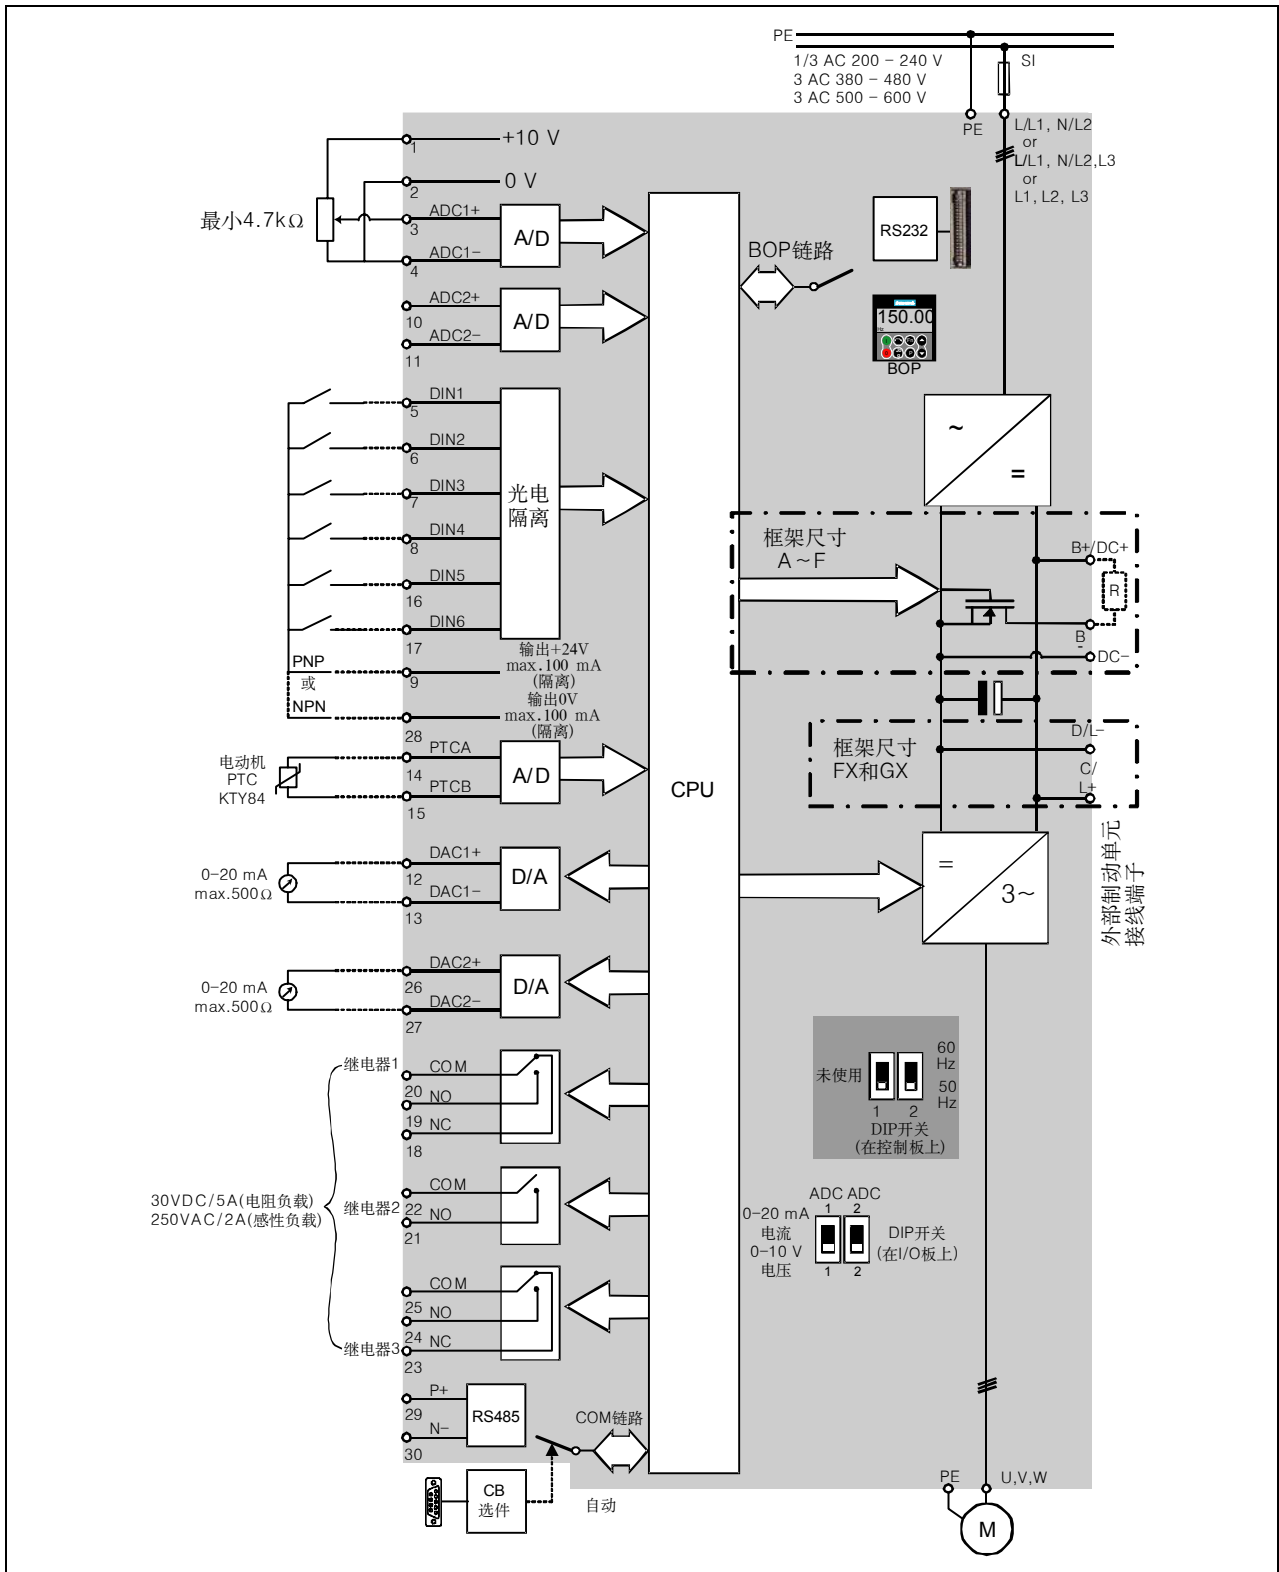 PE
1/3 AC 200 – 240 V
3 AC 380 – 480 V
3 AC 500 – 600 V
SI
PE
L/L1, N/L2
or
L/L1, N/L2,L3
or
L1, L2, L3
1
+10 V
2
0 V
最小4.7kΩ
ADC1+
3
ADC1−
4
A/D
ADC2+
10
ADC2−
11
A/D
RS232
BOP链路
150.00
Hz
BOP
~
=
DIN1
5
DIN2
6
DIN3
7
DIN4
8
DIN5
16
DIN6
17
光电
隔离
框架尺寸
A～F
B+/DC+
R
B
-
DC−
PNP
或
NPN
9
输出+24V
max.100 mA
(隔离)
输出0V
max.100 mA
(隔离)
28
电动机
PTC
KTY84
PTCA
14
PTCB
15
A/D
CPU
框架尺寸
FX和GX
D/L−
C/
L+
外部制动单元
接线端子
=
3~
0−20 mA
max.500Ω
DAC1+
12
DAC1−
13
D/A
0−20 mA
max.500Ω
DAC2+
26
DAC2−
27
D/A
未使用
60
Hz
50
Hz
1 2
DIP开关
(在控制板上)
继电器1
COM
20
NO
19
NC
18
30VDC/5A(电阻负载)
250VAC/2A(感性负载)
继电器2
COM
22
NO
21
ADC ADC
1 2
0−20 mA
电流
0−10 V
电压
1 2
DIP开关
(在I/O板上)
COM
25
NO
24
继电器3
NC
23
P+
29
N−
30
RS485
COM链路
CB
选件
自动
PE
U,V,W
M